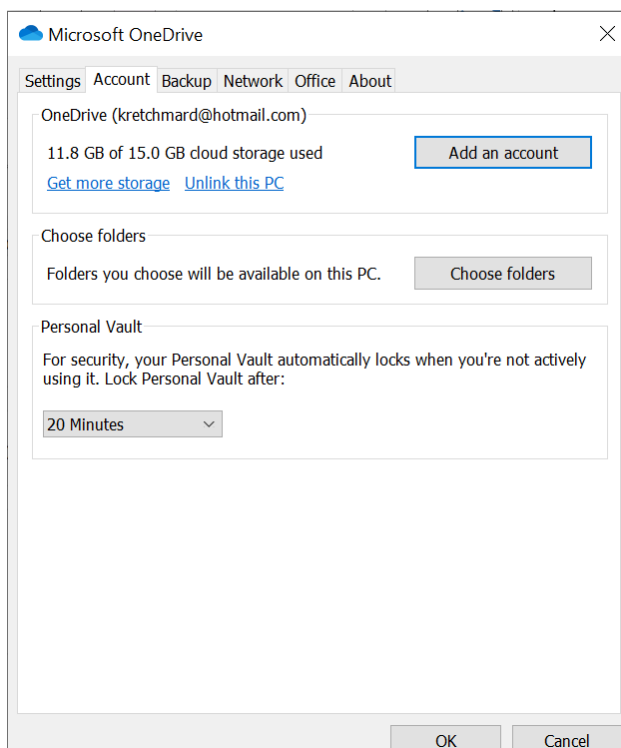 Microsoft OneDrive
Settings Account Backup Network Office About
OneDrive (kretchmard@hotmail.com)
11.8 GB of 15.0 GB cloud storage used
Add an account
Get more storage Unlink this PC
Choose folders
Folders you choose will be available on this PC.
Choose folders
Personal Vault
For security, your Personal Vault automatically locks when you're not actively
using it. Lock Personal Vault after:
20 Minutes
OK Cancel